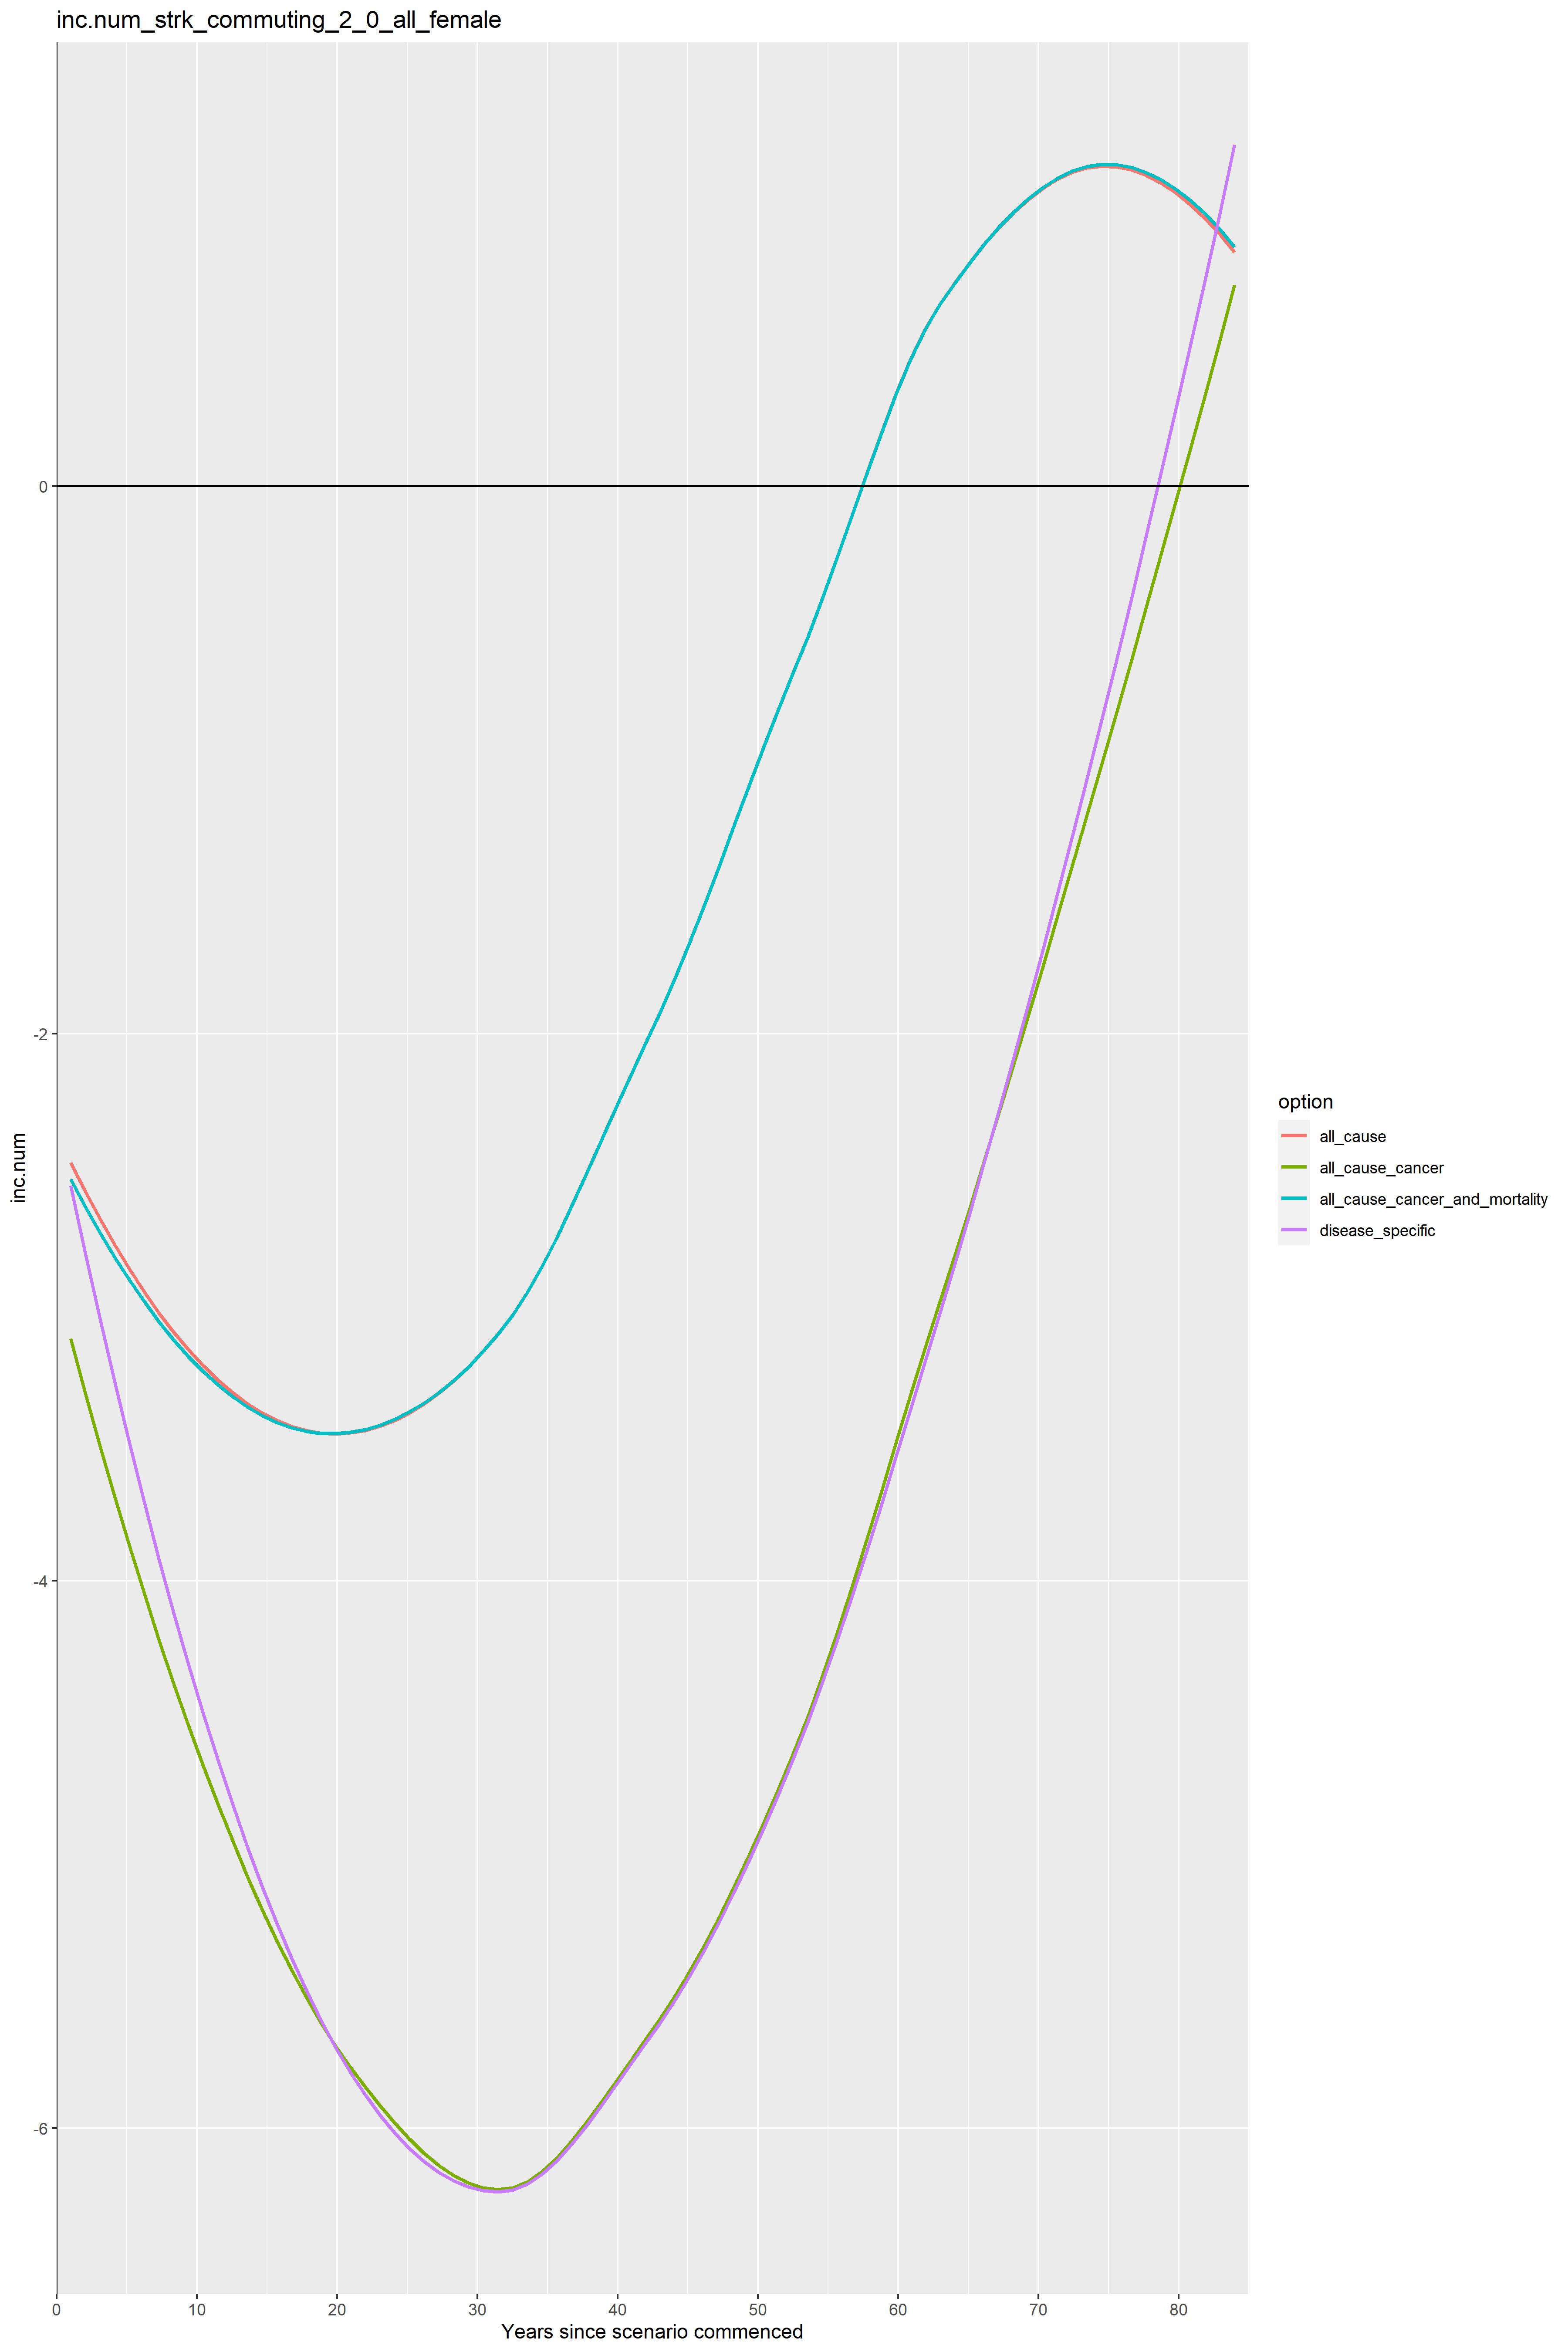 inc.num_strk_commuting_2_0_all_female
0
-2
-4
-6
inc.num
0 10 20 30 40 50 60 70 80
Years since scenario commenced
option
all_cause
all_cause_cancer
all_cause_cancer_and_mortality
disease_specific